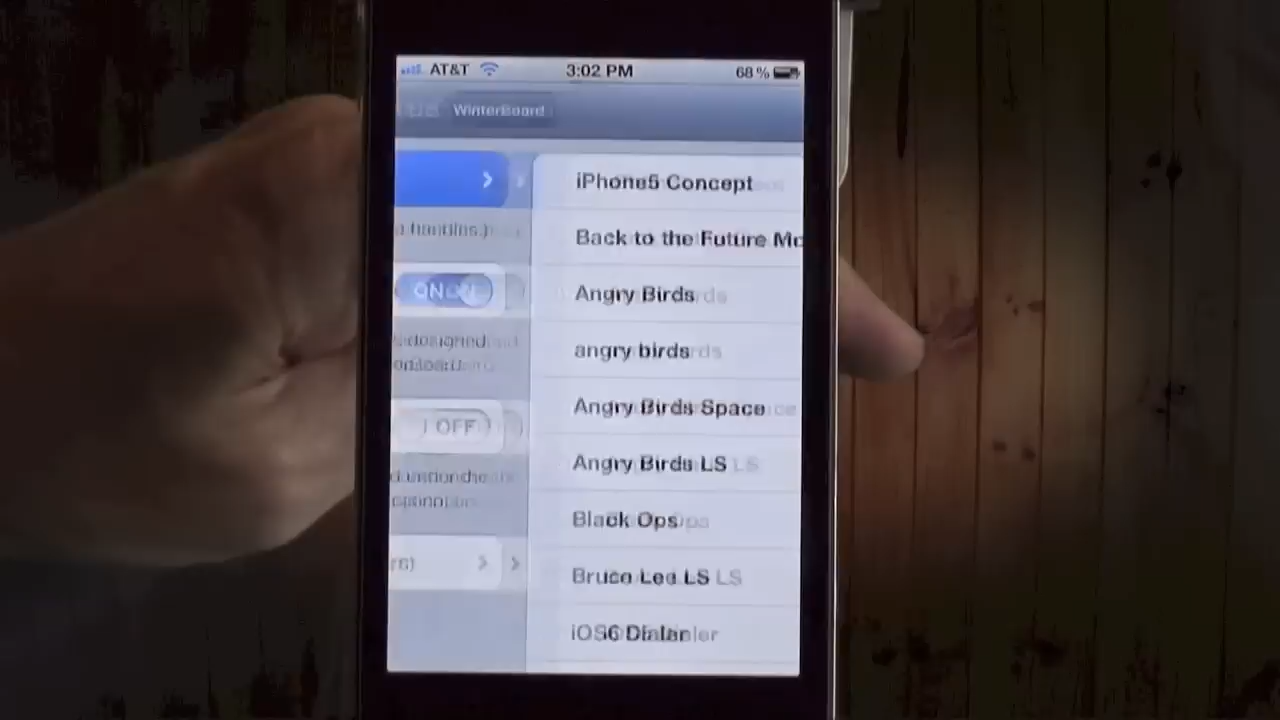 AT&T 3:02 PM 68%
WinterBoard
iPhone5 Concept
Back to the Future Mo
Angry Birds
ON
angry birds
Angry Birds Space
OFF
Angry Birds LS
Black Ops
Bruce Lee LS
iOS6 Dialer